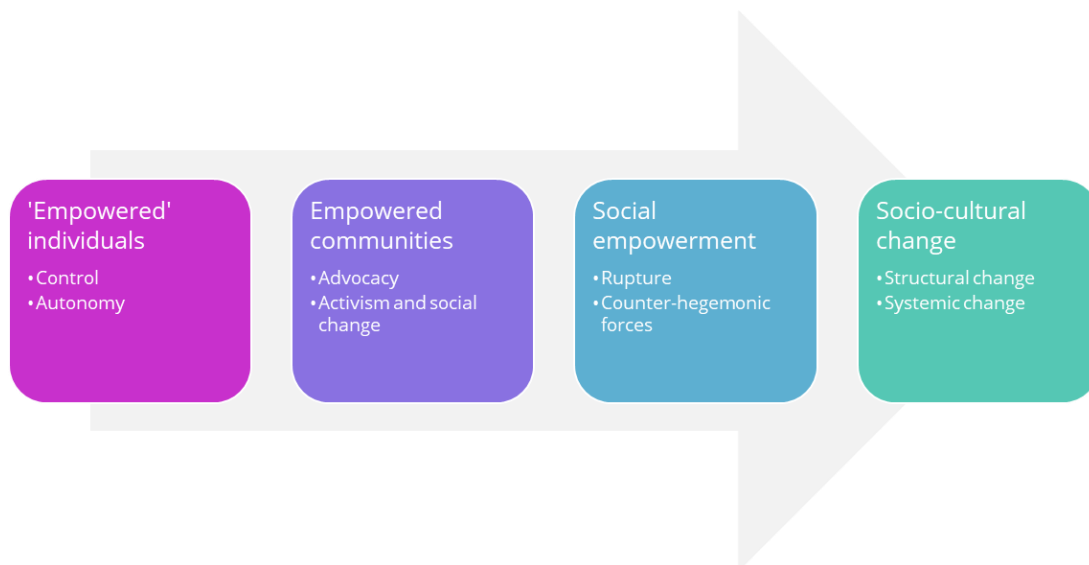 'Empowered'
individuals
•Control
•Autonomy
Empowered
communities
•Advocacy
•Activism and social
change
Social
empowerment
•Rupture
•Counter-hegemonic
forces
Socio-cultural
change
•Structural change
•Systemic change